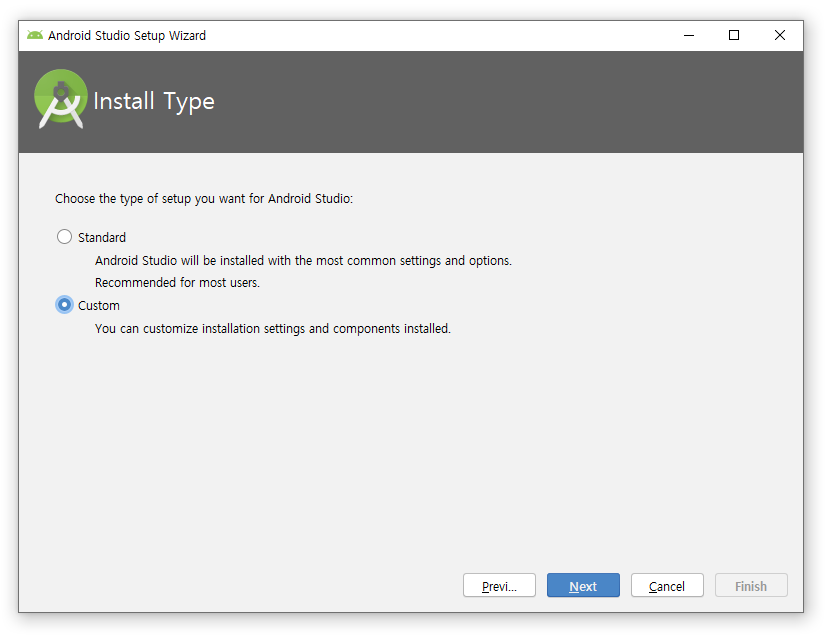 Android Studio Setup Wizard
Install Type
Choose the type of setup you want for Android Studio:
Standard
Android Studio will be installed with the most common settings and options.
Recommended for most users.
Custom
You can customize installation settings and components installed.
Previ... Next Cancel Finish